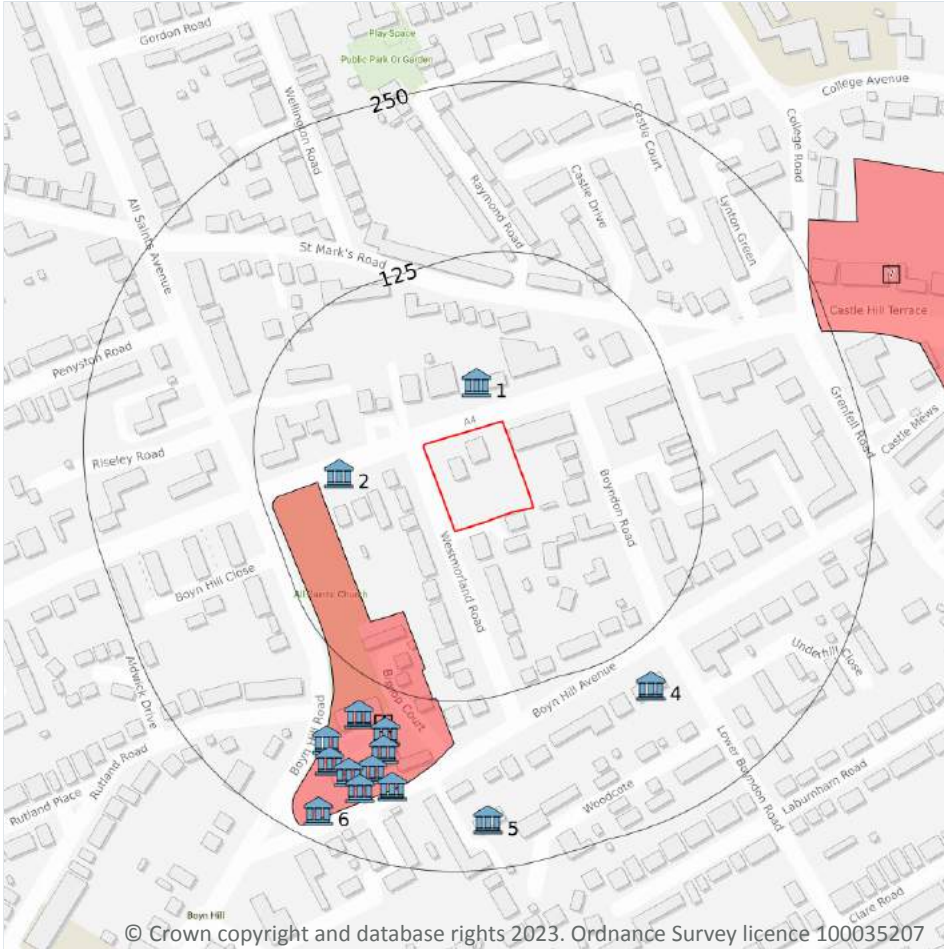 Gordon Road
Play Space
Public Park Or Garden
College Avenue
250
Wellington Road
Castle Court
College Road
Raymond Road
Castle Drive
Lynton Green
All Saints Avenue
St Mark's Road
125
Castle Hill Terrace
Penyston Road
1
Grenfell Road
Castle Mews
A4
Riseley Road
2
Boyndon Road
Westmorland Road
Boyn Hill Close
All Saints Church
Underhill Close
Aldwick Drive
Bishop Court
Boyn Hill Avenue
4
Boyn Hill Road
Rutland Road
Lower Boyndon Road
Laburnham Road
Rutland Place
Woodcote
6
5
Clare Road
Boyn Hill
© Crown copyright and database rights 2023. Ordnance Survey licence 100035207